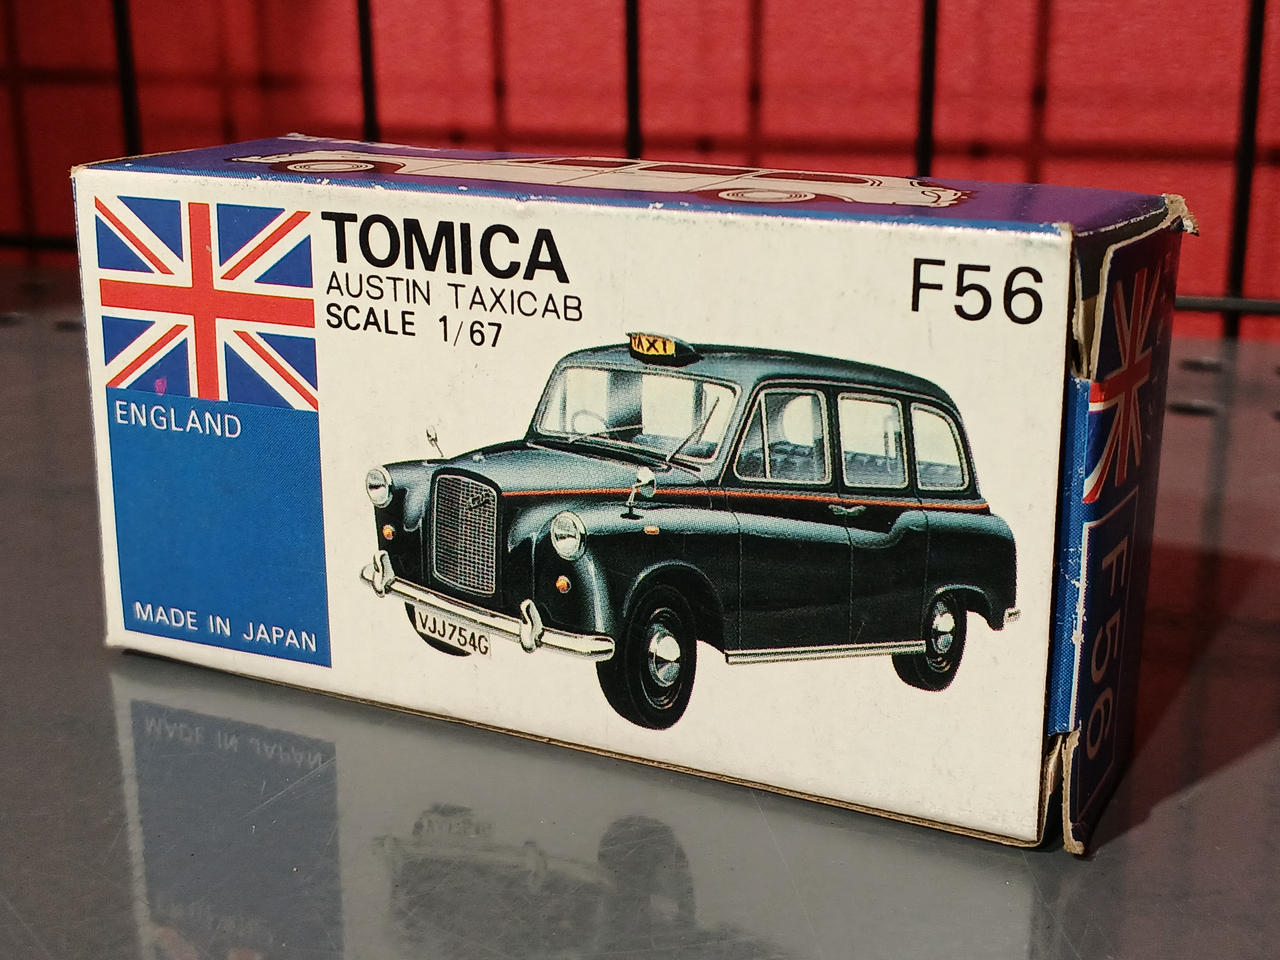 TOMICA
AUSTIN TAXICAB
SCALE 1/67
F56
ENGLAND
MADE IN JAPAN
TAXI
VJJ754G
F56